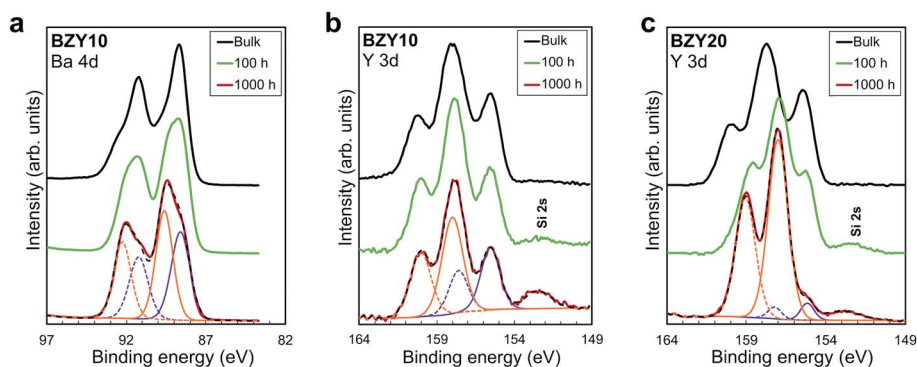 a
BZY10
Ba 4d
Bulk
100 h
1000 h
Intensity (arb. units)
97 92 87 82
Binding energy (eV)
b
BZY10
Y 3d
Bulk
100 h
1000 h
Si 2s
Intensity (arb. units)
164 159 154 149
Binding energy (eV)
c
BZY20
Y 3d
Bulk
100 h
1000 h
Si 2s
Intensity (arb. units)
164 159 154 149
Binding energy (eV)